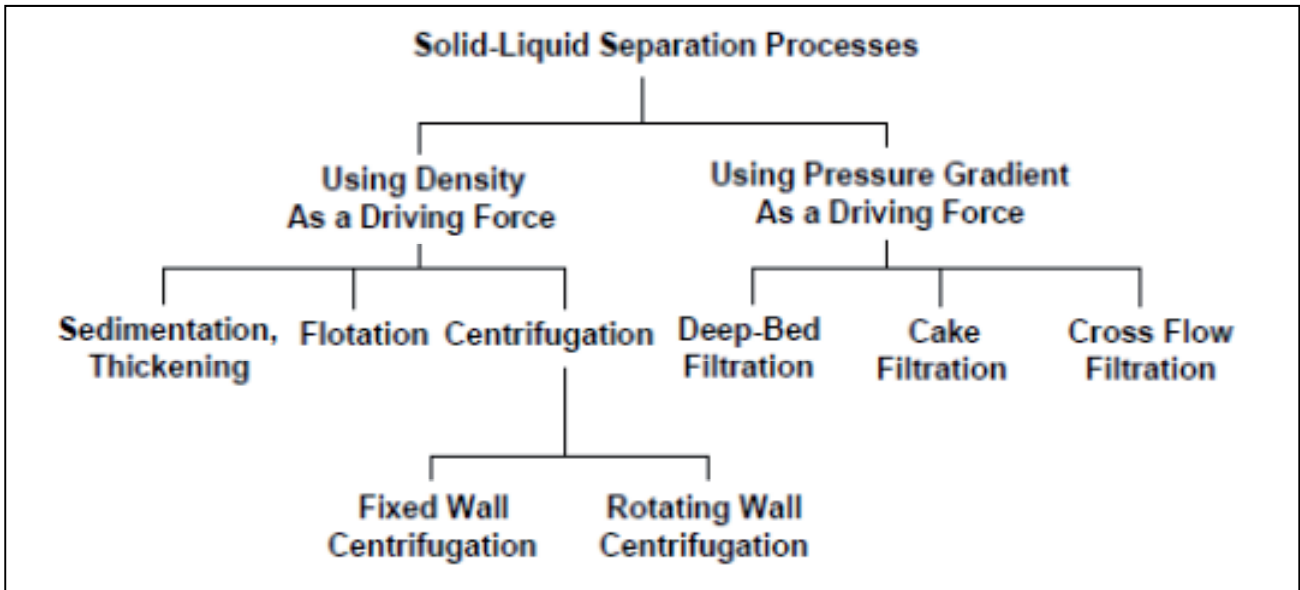 Solid-Liquid Separation Processes
Using Density
As a Driving Force
Using Pressure Gradient
As a Driving Force
Sedimentation,
Thickening
Flotation
Centrifugation
Deep-Bed
Filtration
Cake
Filtration
Cross Flow
Filtration
Fixed Wall
Centrifugation
Rotating Wall
Centrifugation